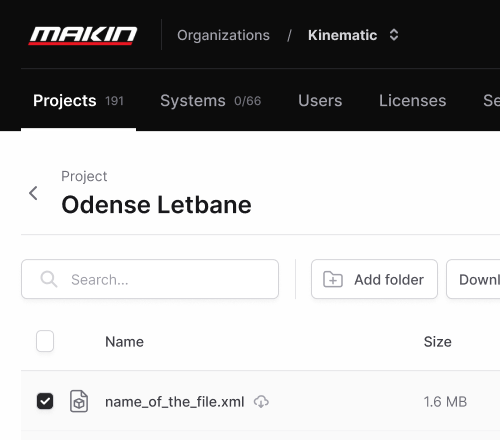 MAKIN Organizations / Kinematic
Projects 191 Systems 0/66 Users Licenses Se
Project
Odense Letbane
Search... Add folder Downl
Name Size
name_of_the_file.xml 1.6 MB